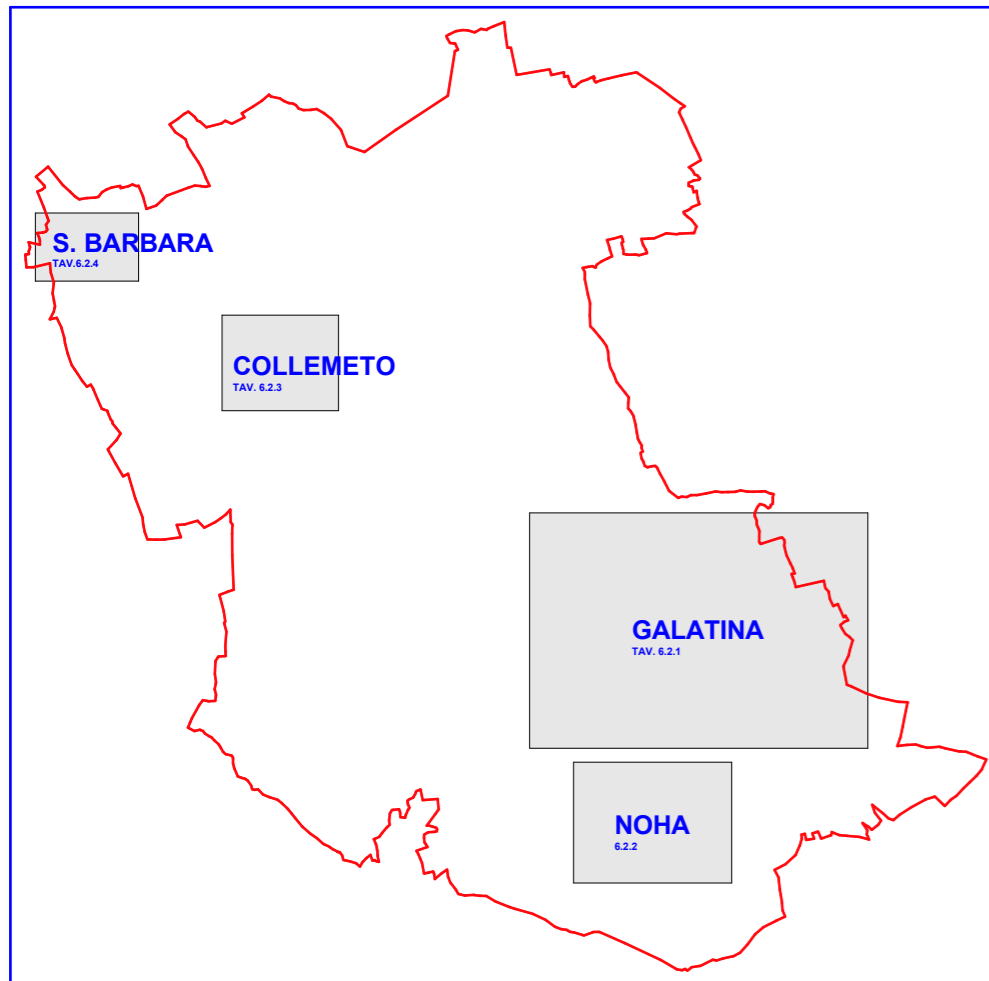 S. BARBARA
TAV.6.2.4
COLLEMETO
TAV. 6.2.3
GALATINA
TAV. 6.2.1
NOHA
6.2.2